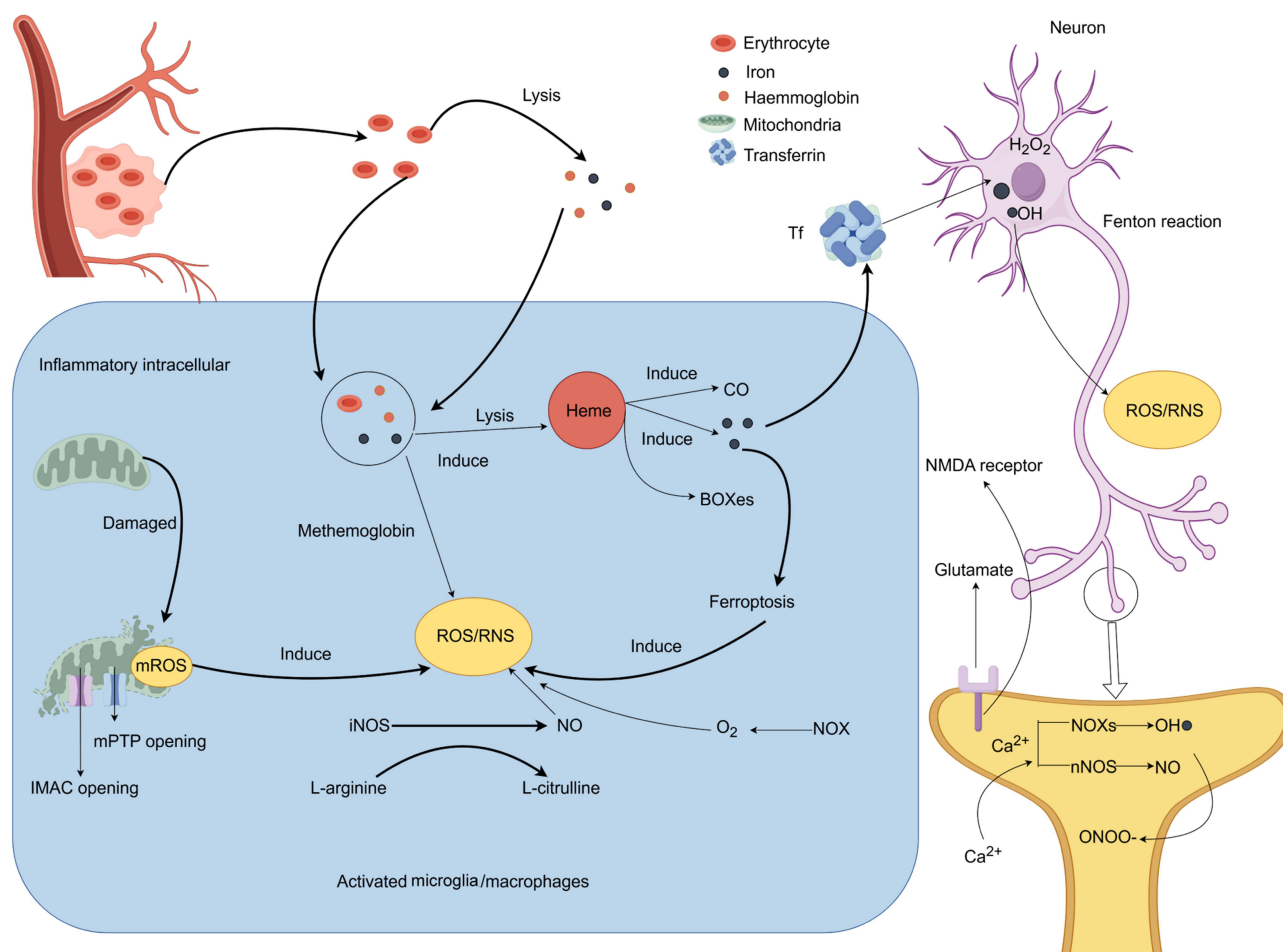 Neuron
Erythrocyte
Iron
Haemmoglobin
Mitochondria
Transferrin
Lysis
H2O2
OH
Fenton reaction
Tf
Inflammatory intracellular
Lysis
Induce
Heme
Induce
CO
Induce
BOXes
ROS/RNS
NMDA receptor
Damaged
Methemoglobin
Glutamate
Ferroptosis
ROS/RNS
Induce
mROS
Induce
iNOS
NO
O2
NOX
mPTP opening
IMAC opening
L-arginine
L-citrulline
Ca2+
NOXs
OH
nNOS
NO
ONOO-
Ca2+
Activated microglia/macrophages